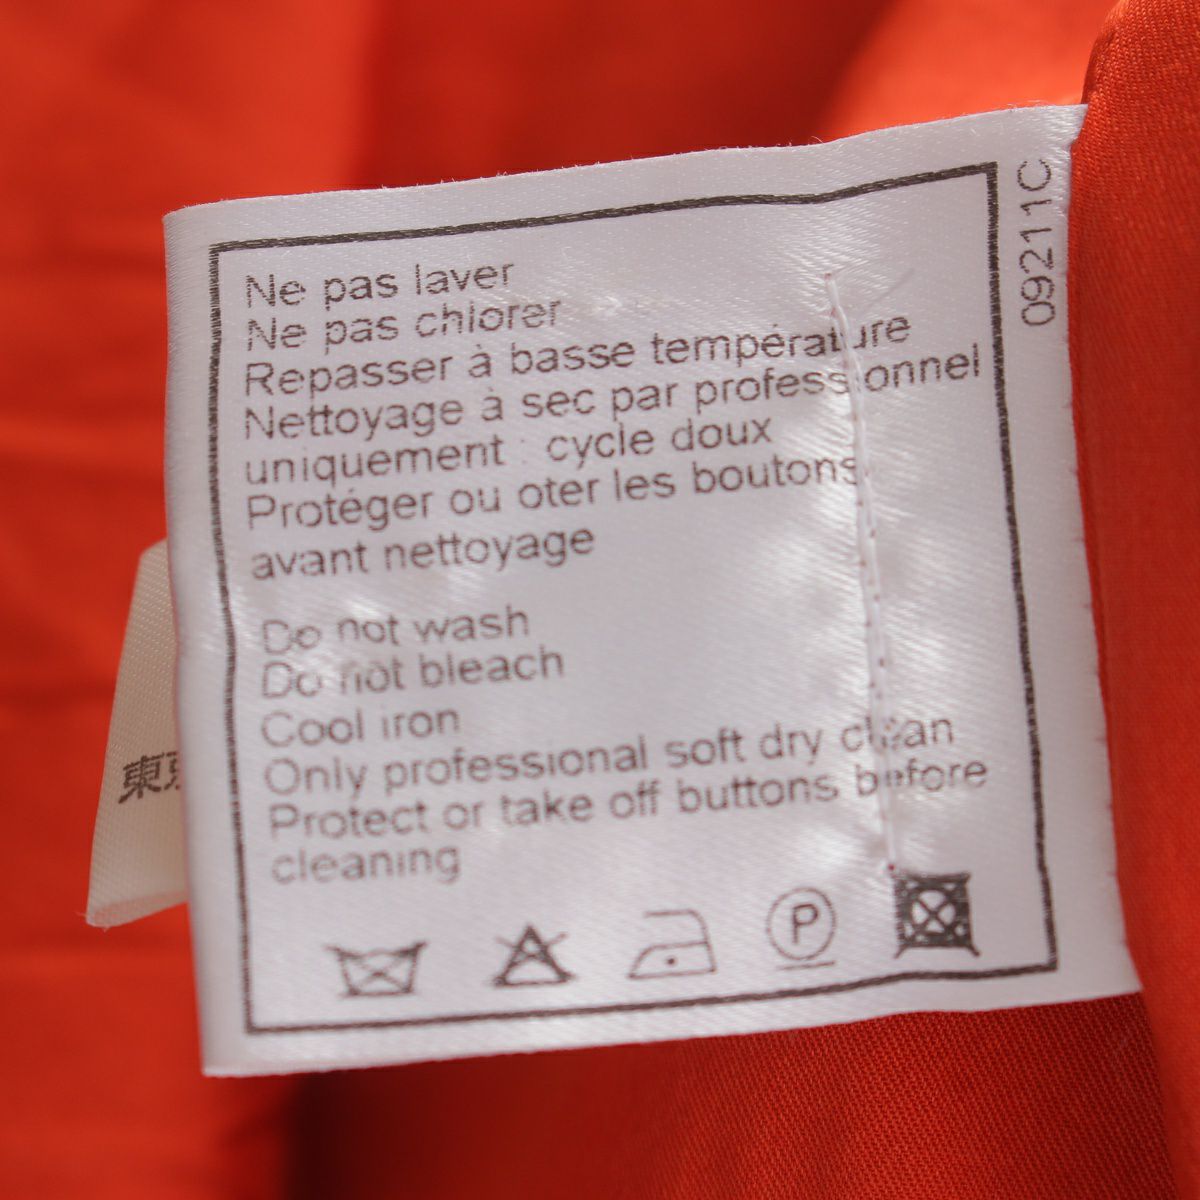 Ne pas laver
Ne pas chlorer
Repasser à basse température
Nettoyage à sec par professionnel
uniquement : cycle doux
Protéger ou oter les boutons
avant nettoyage
Do not wash
Do not bleach
Cool iron
Only professional soft dry clean
Protect or take off buttons before
cleaning
P
09211C
東京